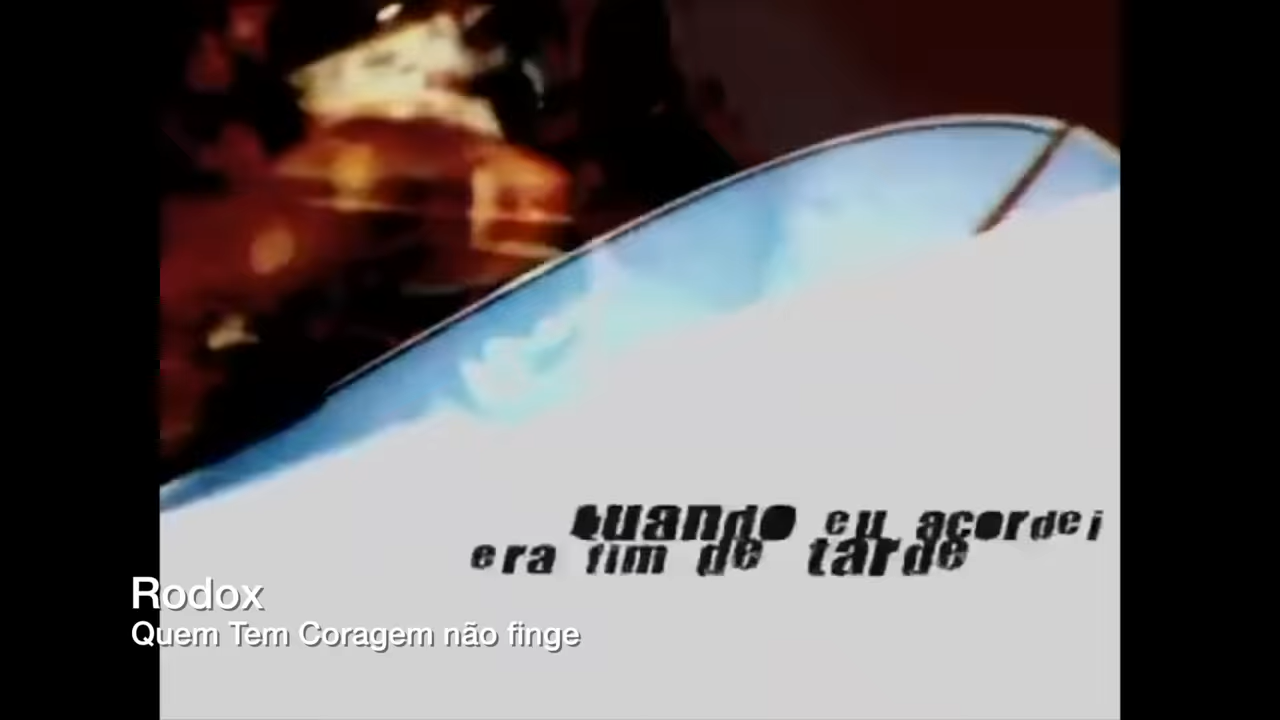 Quando eu acordei
era fim de tarde
Rodox
Quem Tem Coragem não finge